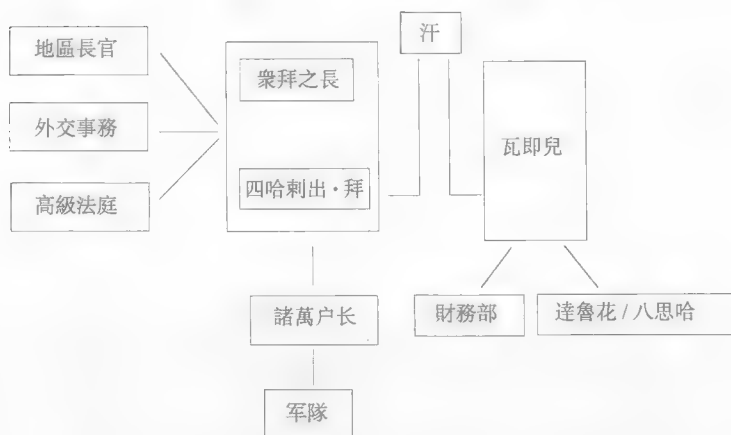 汗
地區長官
衆拜之長
外交事務
瓦即兒
四哈剌出·拜
高級法庭
諸萬户长
財務部
達魯花 / 八思哈
军隊